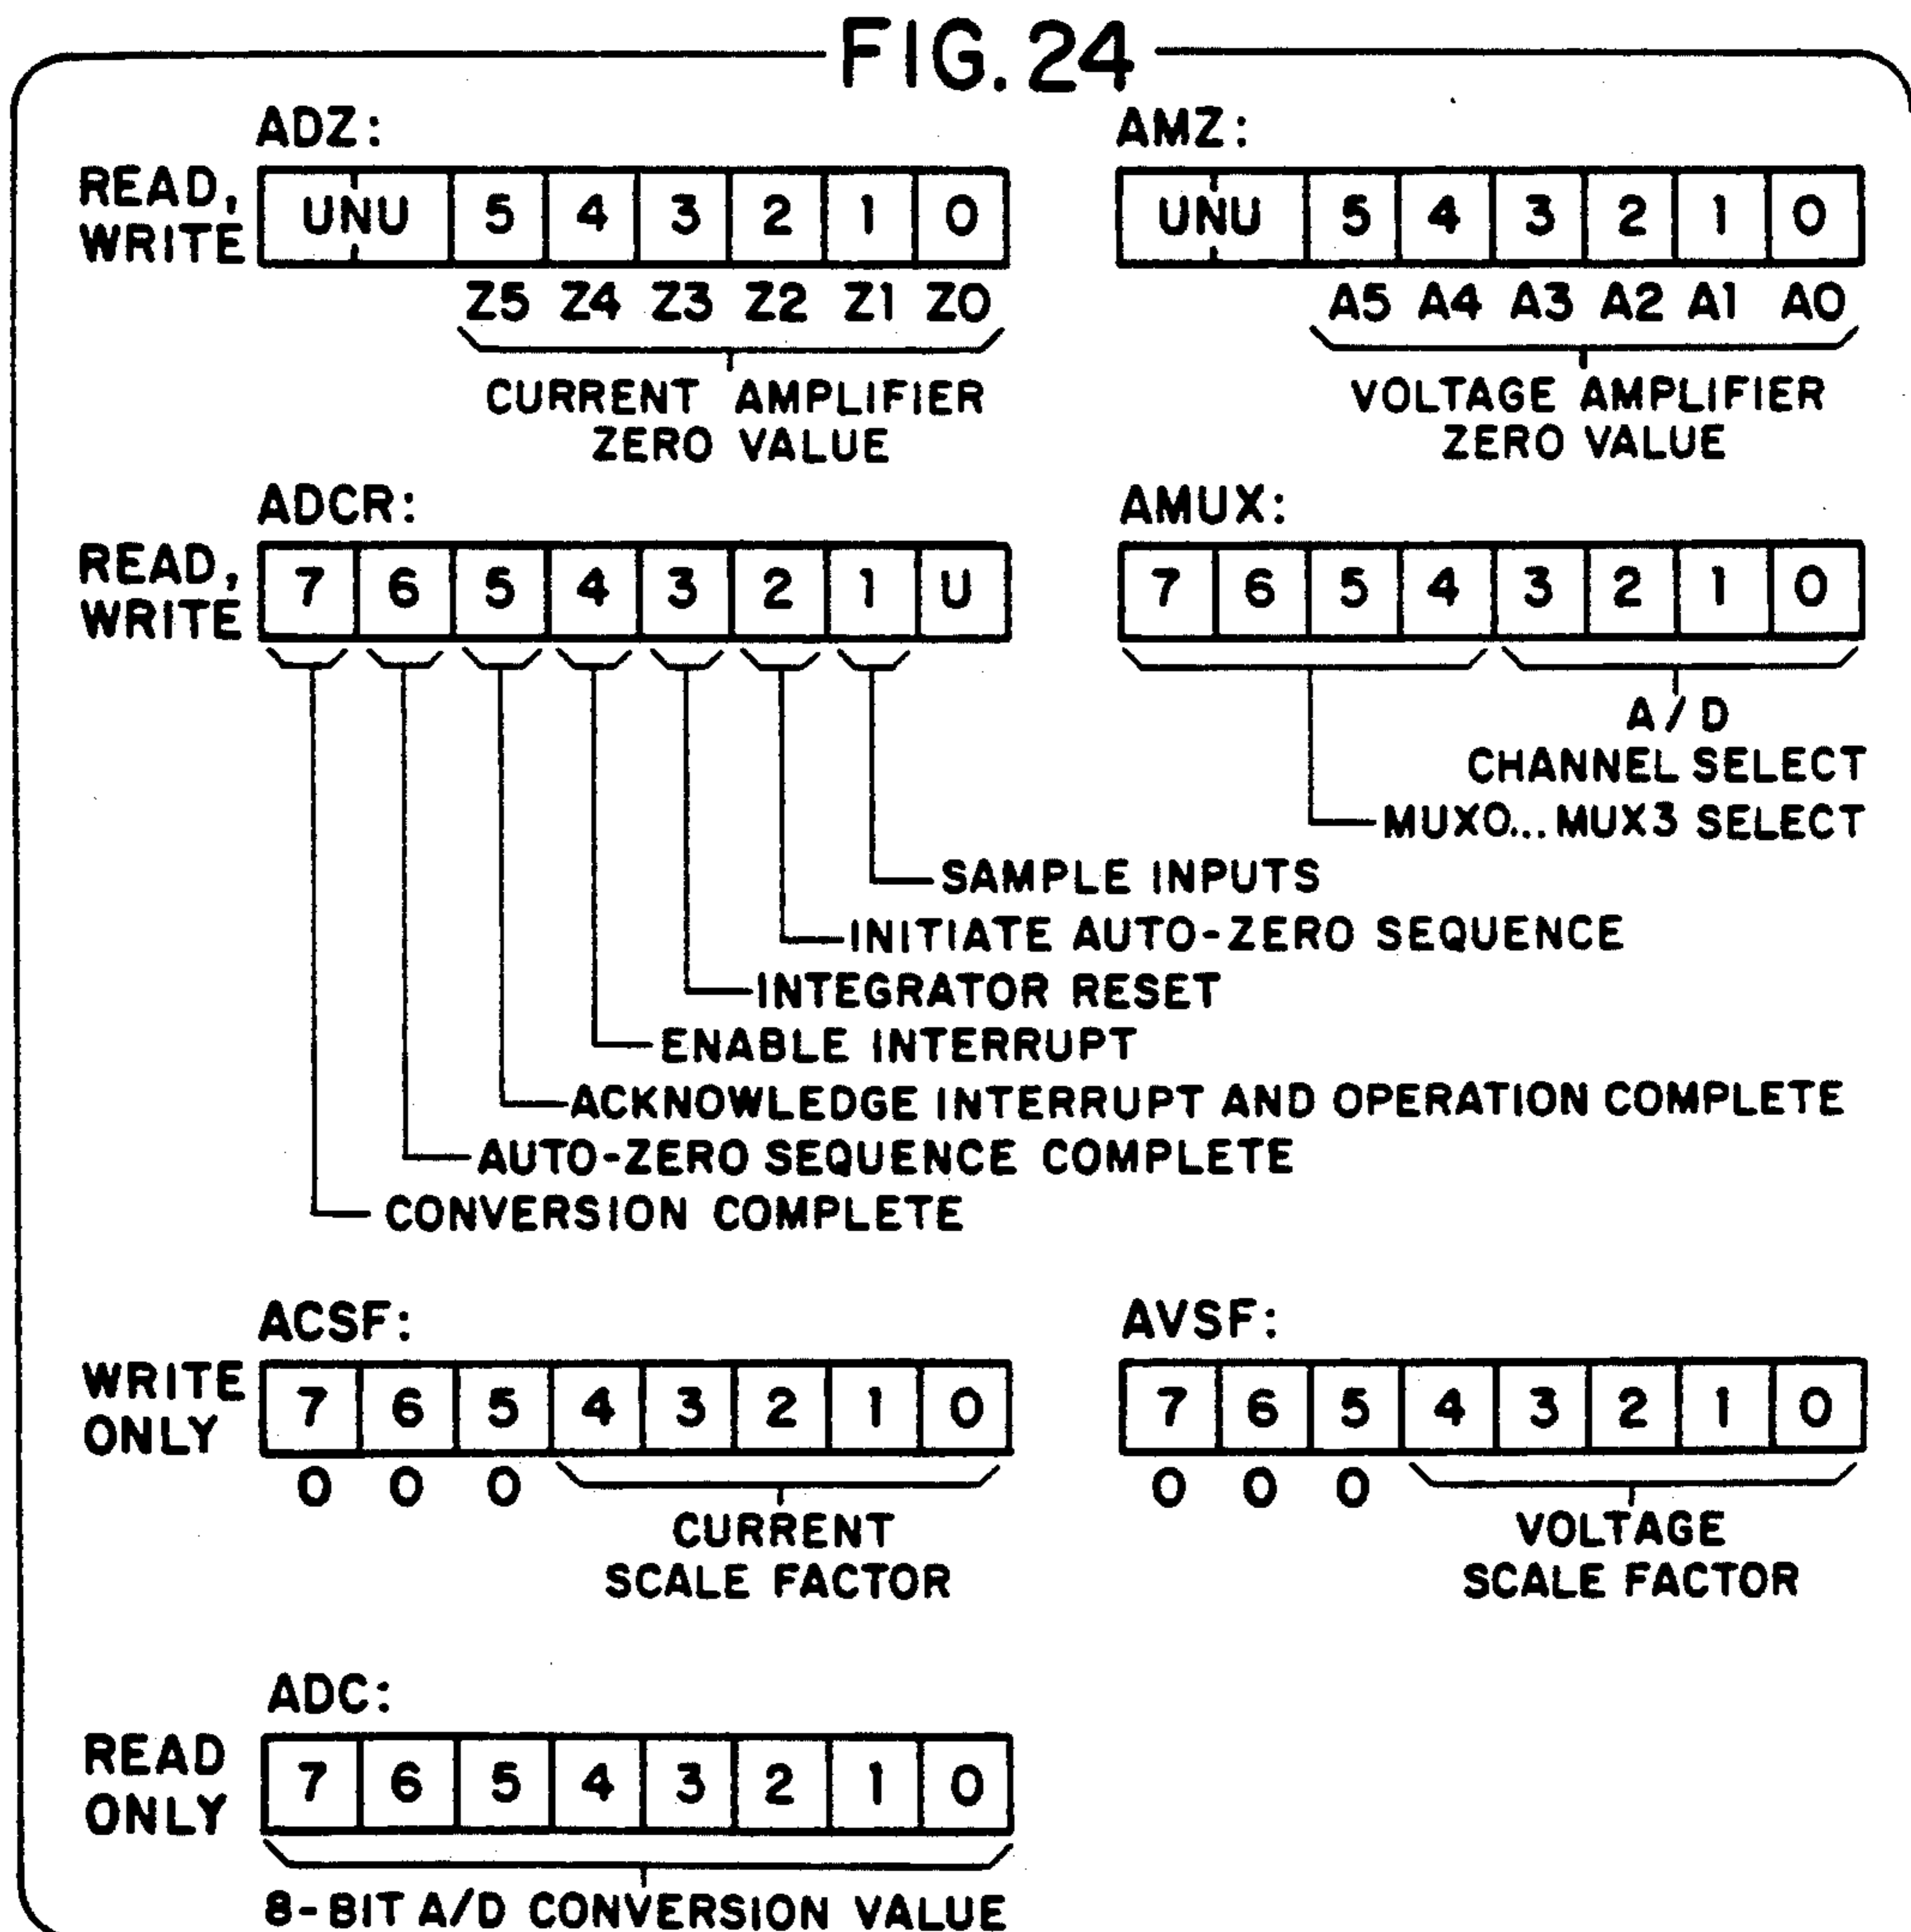 FIG. 24
ADZ:
READ, WRITE
UNU 5 4 3 2 1 0
Z5 Z4 Z3 Z2 Z1 Z0
CURRENT AMPLIFIER
ZERO VALUE
AMZ:
UNU 5 4 3 2 1 0
A5 A4 A3 A2 A1 A0
VOLTAGE AMPLIFIER
ZERO VALUE
ADCR:
READ, WRITE
7 6 5 4 3 2 1 U
AMUX:
7 6 5 4 3 2 1 0
A/D
CHANNEL SELECT
MUX0...MUX3 SELECT
SAMPLE INPUTS
INITIATE AUTO-ZERO SEQUENCE
INTEGRATOR RESET
ENABLE INTERRUPT
ACKNOWLEDGE INTERRUPT AND OPERATION COMPLETE
AUTO-ZERO SEQUENCE COMPLETE
CONVERSION COMPLETE
ACSF:
WRITE ONLY
7 6 5 4 3 2 1 0
0 0 0
CURRENT
SCALE FACTOR
AVSF:
7 6 5 4 3 2 1 0
0 0 0
VOLTAGE
SCALE FACTOR
ADC:
READ ONLY
7 6 5 4 3 2 1 0
8-BIT A/D CONVERSION VALUE